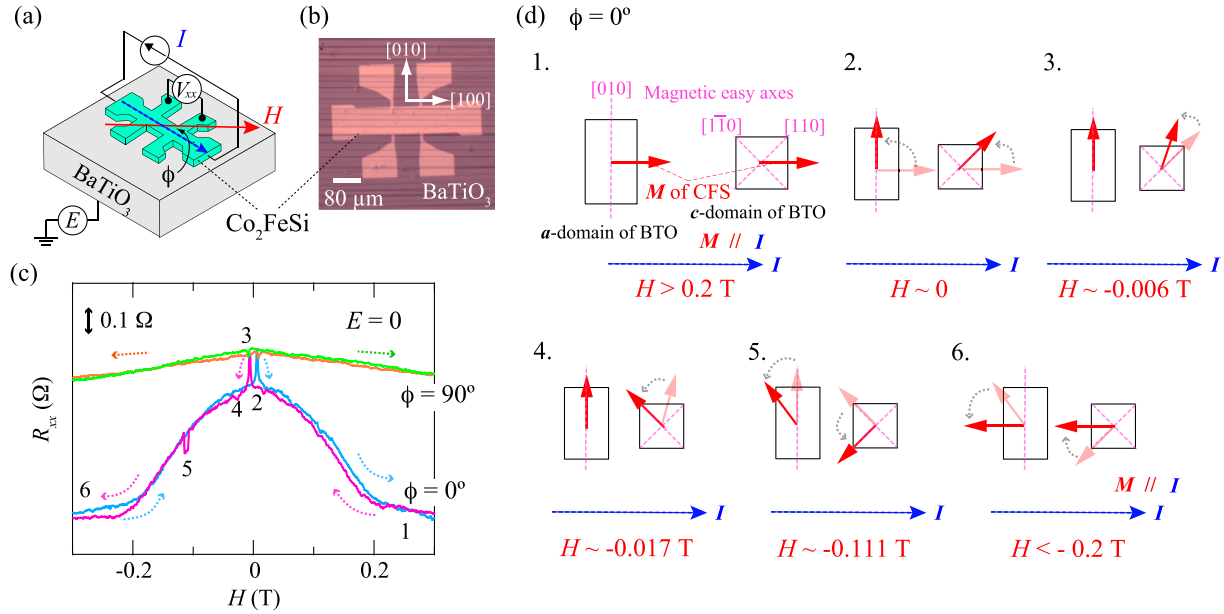 (a)
I
V_xx
H
ϕ
BaTiO₃
E
Co₂FeSi
(b)
[010]
[100]
80 µm
BaTiO₃
(c)
0.1 Ω
E = 0
3
ϕ = 90º
4
2
5
6
ϕ = 0º
1
R_xx (Ω)
-0.2
0
0.2
H (T)
(d)
ϕ = 0º
1.
[010]
Magnetic easy axes
[11̅0]
[110]
M of CFS
c-domain of BTO
a-domain of BTO
M // I
I
H > 0.2 T
2.
I
H ~ 0
3.
I
H ~ -0.006 T
4.
I
H ~ -0.017 T
5.
I
H ~ -0.111 T
6.
M // I
I
H < - 0.2 T